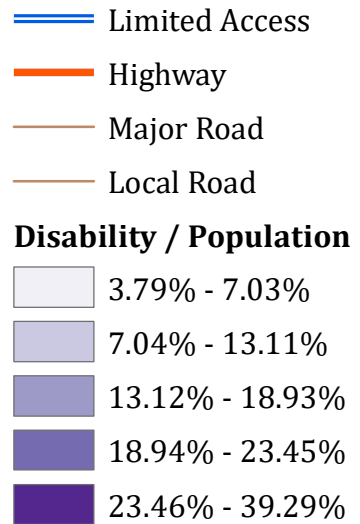 Limited Access
Highway
Major Road
Local Road
Disability / Population
3.79% - 7.03%
7.04% - 13.11%
13.12% - 18.93%
18.94% - 23.45%
23.46% - 39.29%